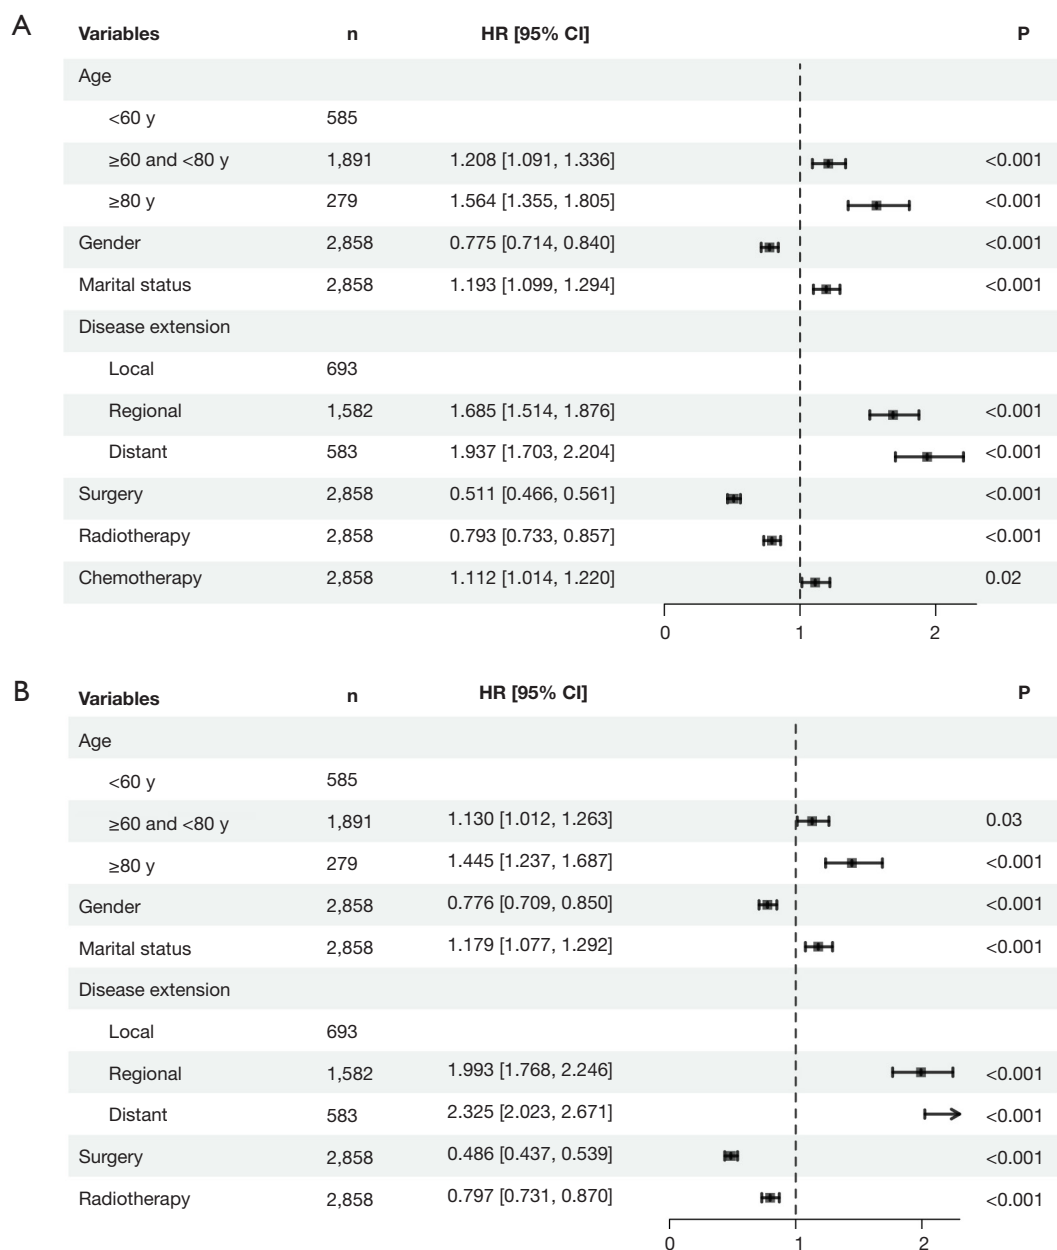 A
Variables n HR [95% CI] P
Age
<60 y 585
≥60 and <80 y 1,891 1.208 [1.091, 1.336] <0.001
≥80 y 279 1.564 [1.355, 1.805] <0.001
Gender 2,858 0.775 [0.714, 0.840] <0.001
Marital status 2,858 1.193 [1.099, 1.294] <0.001
Disease extension
Local 693
Regional 1,582 1.685 [1.514, 1.876] <0.001
Distant 583 1.937 [1.703, 2.204] <0.001
Surgery 2,858 0.511 [0.466, 0.561] <0.001
Radiotherapy 2,858 0.793 [0.733, 0.857] <0.001
Chemotherapy 2,858 1.112 [1.014, 1.220] 0.02
0 1 2
B
Variables n HR [95% CI] P
Age
<60 y 585
≥60 and <80 y 1,891 1.130 [1.012, 1.263] 0.03
≥80 y 279 1.445 [1.237, 1.687] <0.001
Gender 2,858 0.776 [0.709, 0.850] <0.001
Marital status 2,858 1.179 [1.077, 1.292] <0.001
Disease extension
Local 693
Regional 1,582 1.993 [1.768, 2.246] <0.001
Distant 583 2.325 [2.023, 2.671] <0.001
Surgery 2,858 0.486 [0.437, 0.539] <0.001
Radiotherapy 2,858 0.797 [0.731, 0.870] <0.001
0 1 2